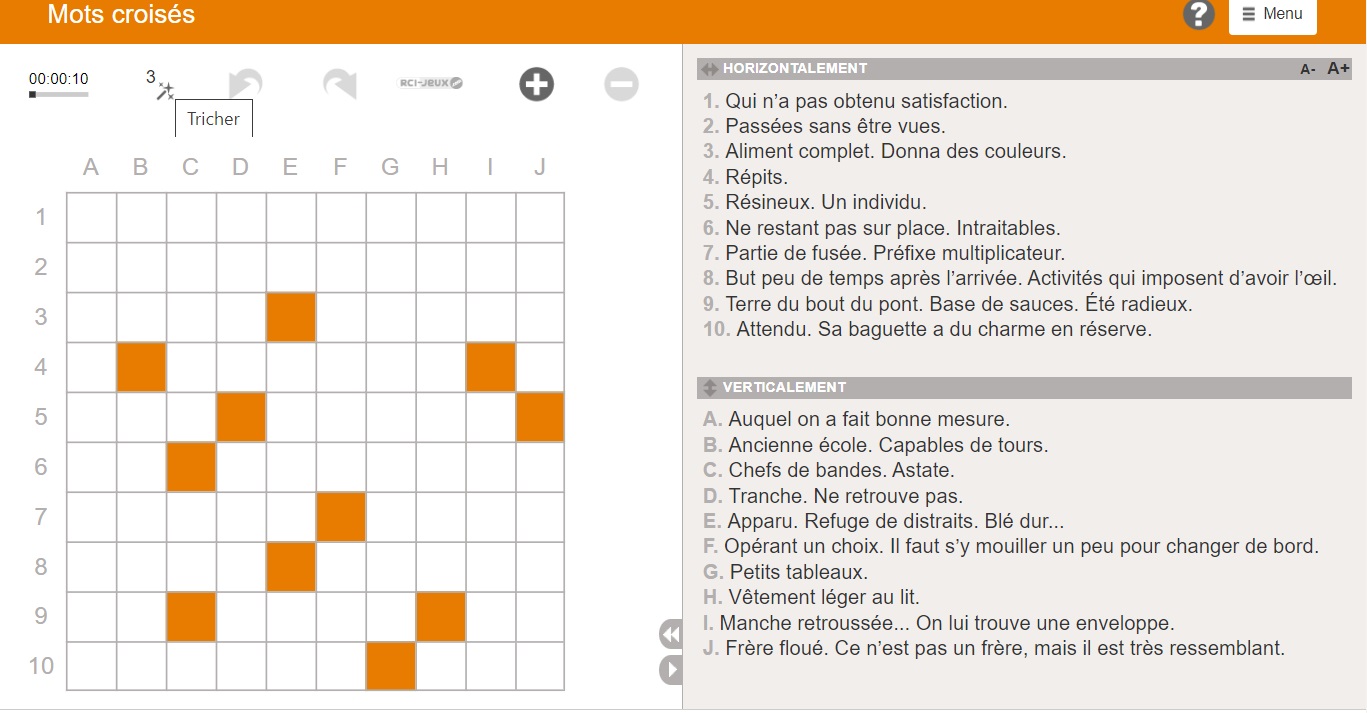 Mots croisés
?
Menu
00:00:10
3
RCI-JEUX
Tricher
A B C D E F G H I J
1
2
3
4
5
6
7
8
9
10
HORIZONTALEMENT
A- A+
1. Qui n’a pas obtenu satisfaction.
2. Passées sans être vues.
3. Aliment complet. Donna des couleurs.
4. Répits.
5. Résineux. Un individu.
6. Ne restant pas sur place. Intraitables.
7. Partie de fusée. Préfixe multiplicateur.
8. But peu de temps après l’arrivée. Activités qui imposent d’avoir l’œil.
9. Terre du bout du pont. Base de sauces. Été radieux.
10. Attendu. Sa baguette a du charme en réserve.
VERTICALEMENT
A. Auquel on a fait bonne mesure.
B. Ancienne école. Capables de tours.
C. Chefs de bandes. Astate.
D. Tranche. Ne retrouve pas.
E. Apparu. Refuge de distraits. Blé dur...
F. Opérant un choix. Il faut s’y mouiller un peu pour changer de bord.
G. Petits tableaux.
H. Vêtement léger au lit.
I. Manche retroussée... On lui trouve une enveloppe.
J. Frère floué. Ce n’est pas un frère, mais il est très ressemblant.